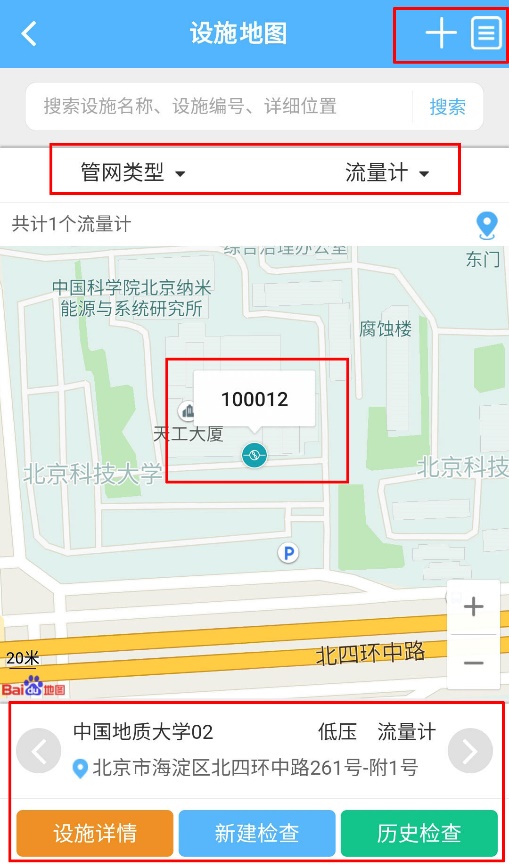 设施地图
搜索设施名称、设施编号、详细位置 搜索
管网类型 流量计
共计1个流量计
综合治理办公室
东门
中国科学院北京纳米
能源与系统研究所
腐蚀楼
100012
天工大厦
北京科技大学
北京科技
P
+
−
20米
北四环中路
Bai du 地图
中国地质大学02 低压 流量计
北京市海淀区北四环中路261号-附1号
设施详情 新建检查 历史检查